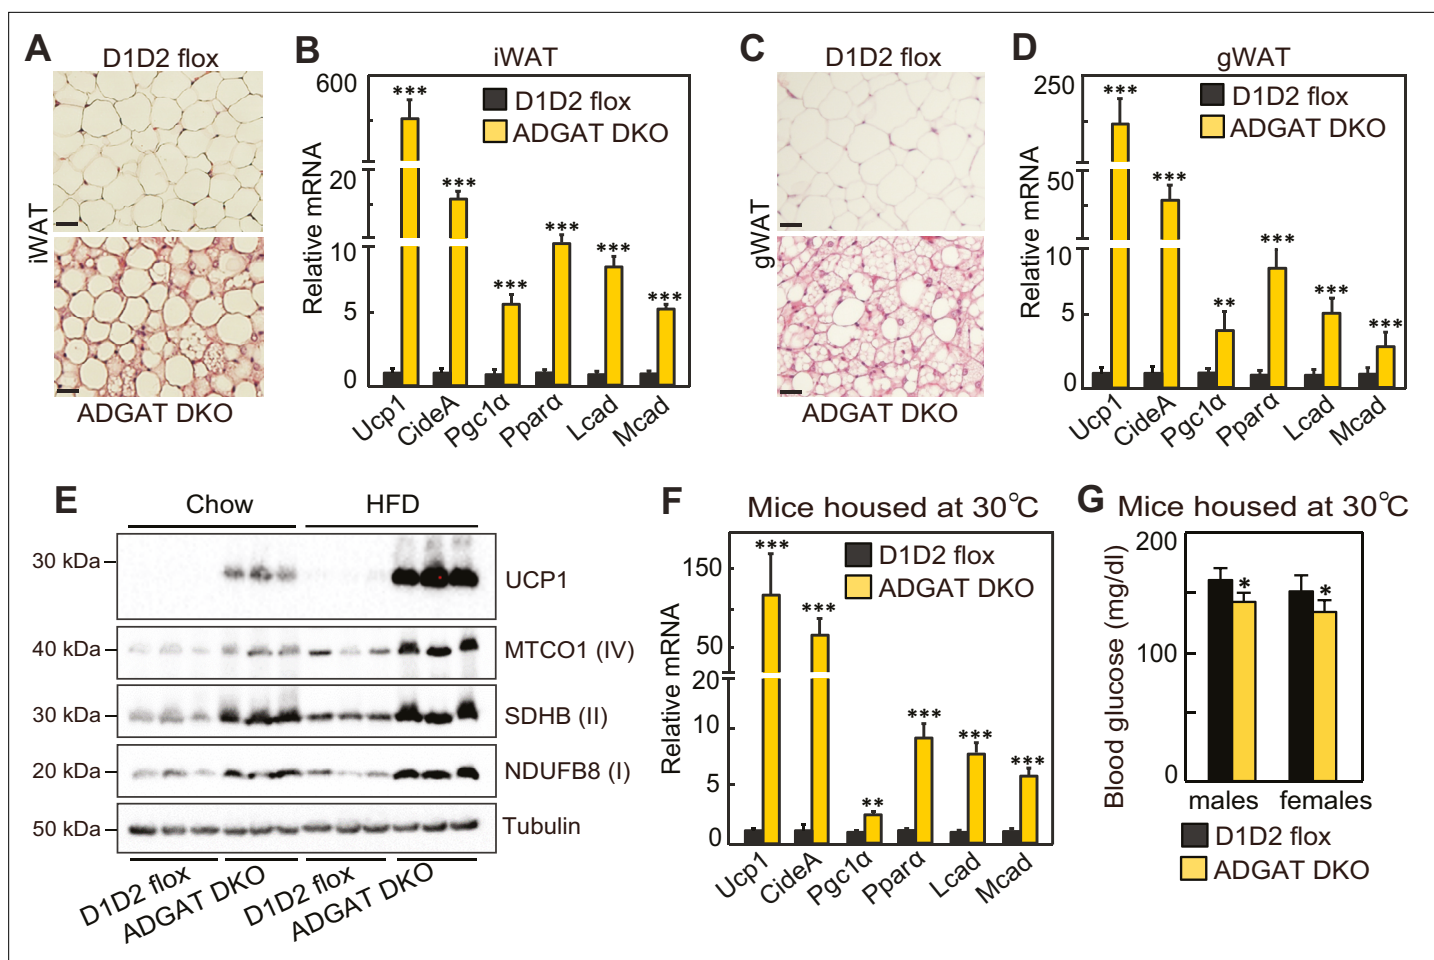 A
D1D2 flox
iWAT
ADGAT DKO
B
iWAT
D1D2 flox
ADGAT DKO
Relative mRNA
600
20
10
5
0
***
***
***
***
***
***
Ucp1
CideA
Pgc1α
Pparα
Lcad
Mcad
C
D1D2 flox
gWAT
ADGAT DKO
D
gWAT
D1D2 flox
ADGAT DKO
Relative mRNA
250
50
10
5
0
***
***
**
***
***
***
Ucp1
CideA
Pgc1α
Pparα
Lcad
Mcad
E
Chow HFD
30 kDa UCP1
40 kDa MTCO1 (IV)
30 kDa SDHB (II)
20 kDa NDUFB8 (I)
50 kDa Tubulin
D1D2 flox
ADGAT DKO
D1D2 flox
ADGAT DKO
F
Mice housed at 30°C
D1D2 flox
ADGAT DKO
Relative mRNA
150
50
20
10
5
0
***
***
**
***
***
***
Ucp1
CideA
Pgc1α
Pparα
Lcad
Mcad
G
Mice housed at 30°C
Blood glucose (mg/dl)
200
100
0
*
*
males females
D1D2 flox
ADGAT DKO